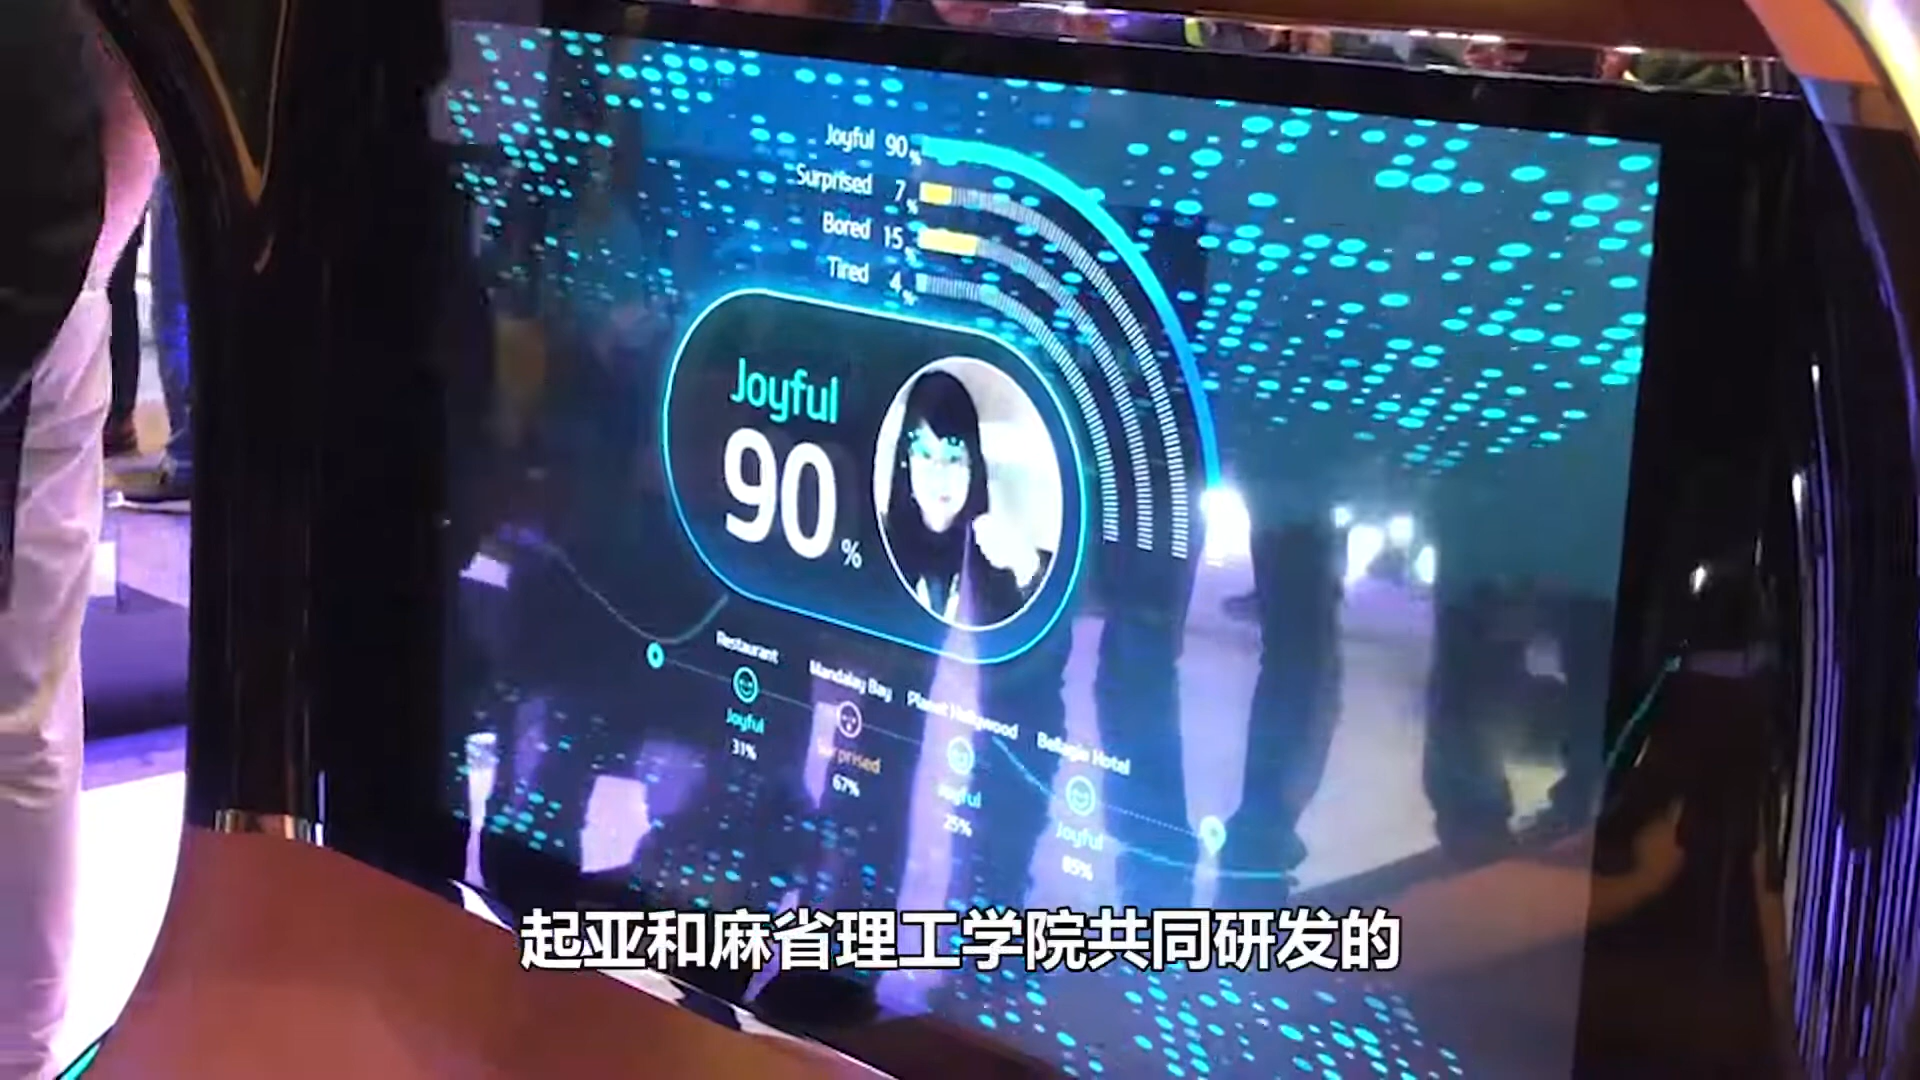 Joyful 90%
Surprised 7%
Bored 15%
Tired 4%
Joyful
90%
Restaurant
Joyful
31%
Mandalay Bay
Surprised
67%
Planet Hollywood
Joyful
25%
Bellagio Hotel
Joyful
85%
起亚和麻省理工学院共同研发的